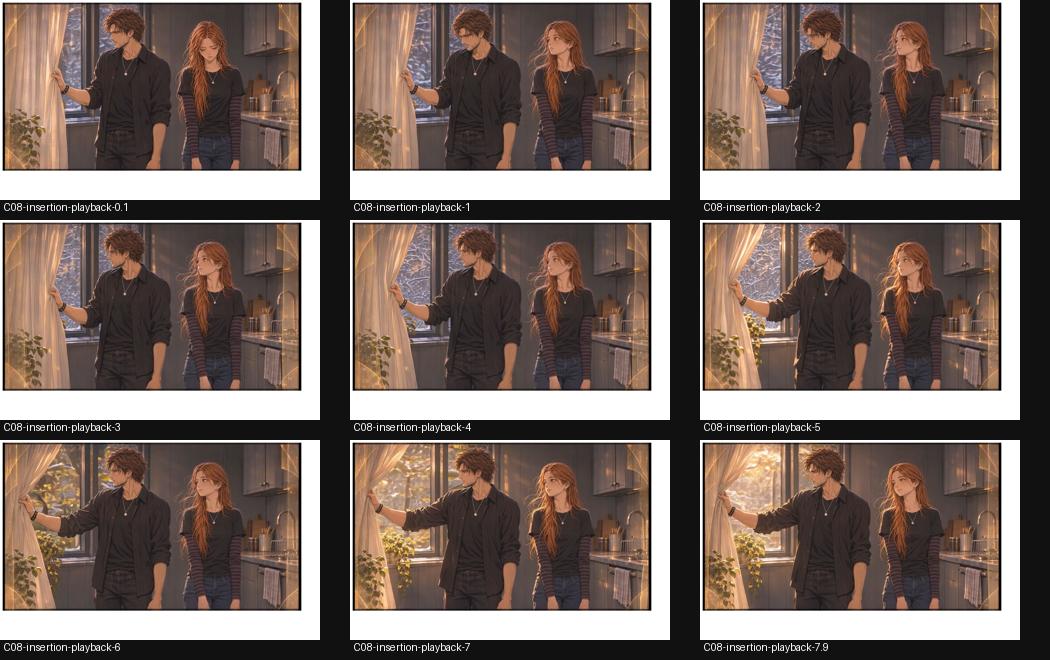 C08-insertion-playback-0.1
C08-insertion-playback-1
C08-insertion-playback-2
C08-insertion-playback-3
C08-insertion-playback-4
C08-insertion-playback-5
C08-insertion-playback-6
C08-insertion-playback-7
C08-insertion-playback-7.9